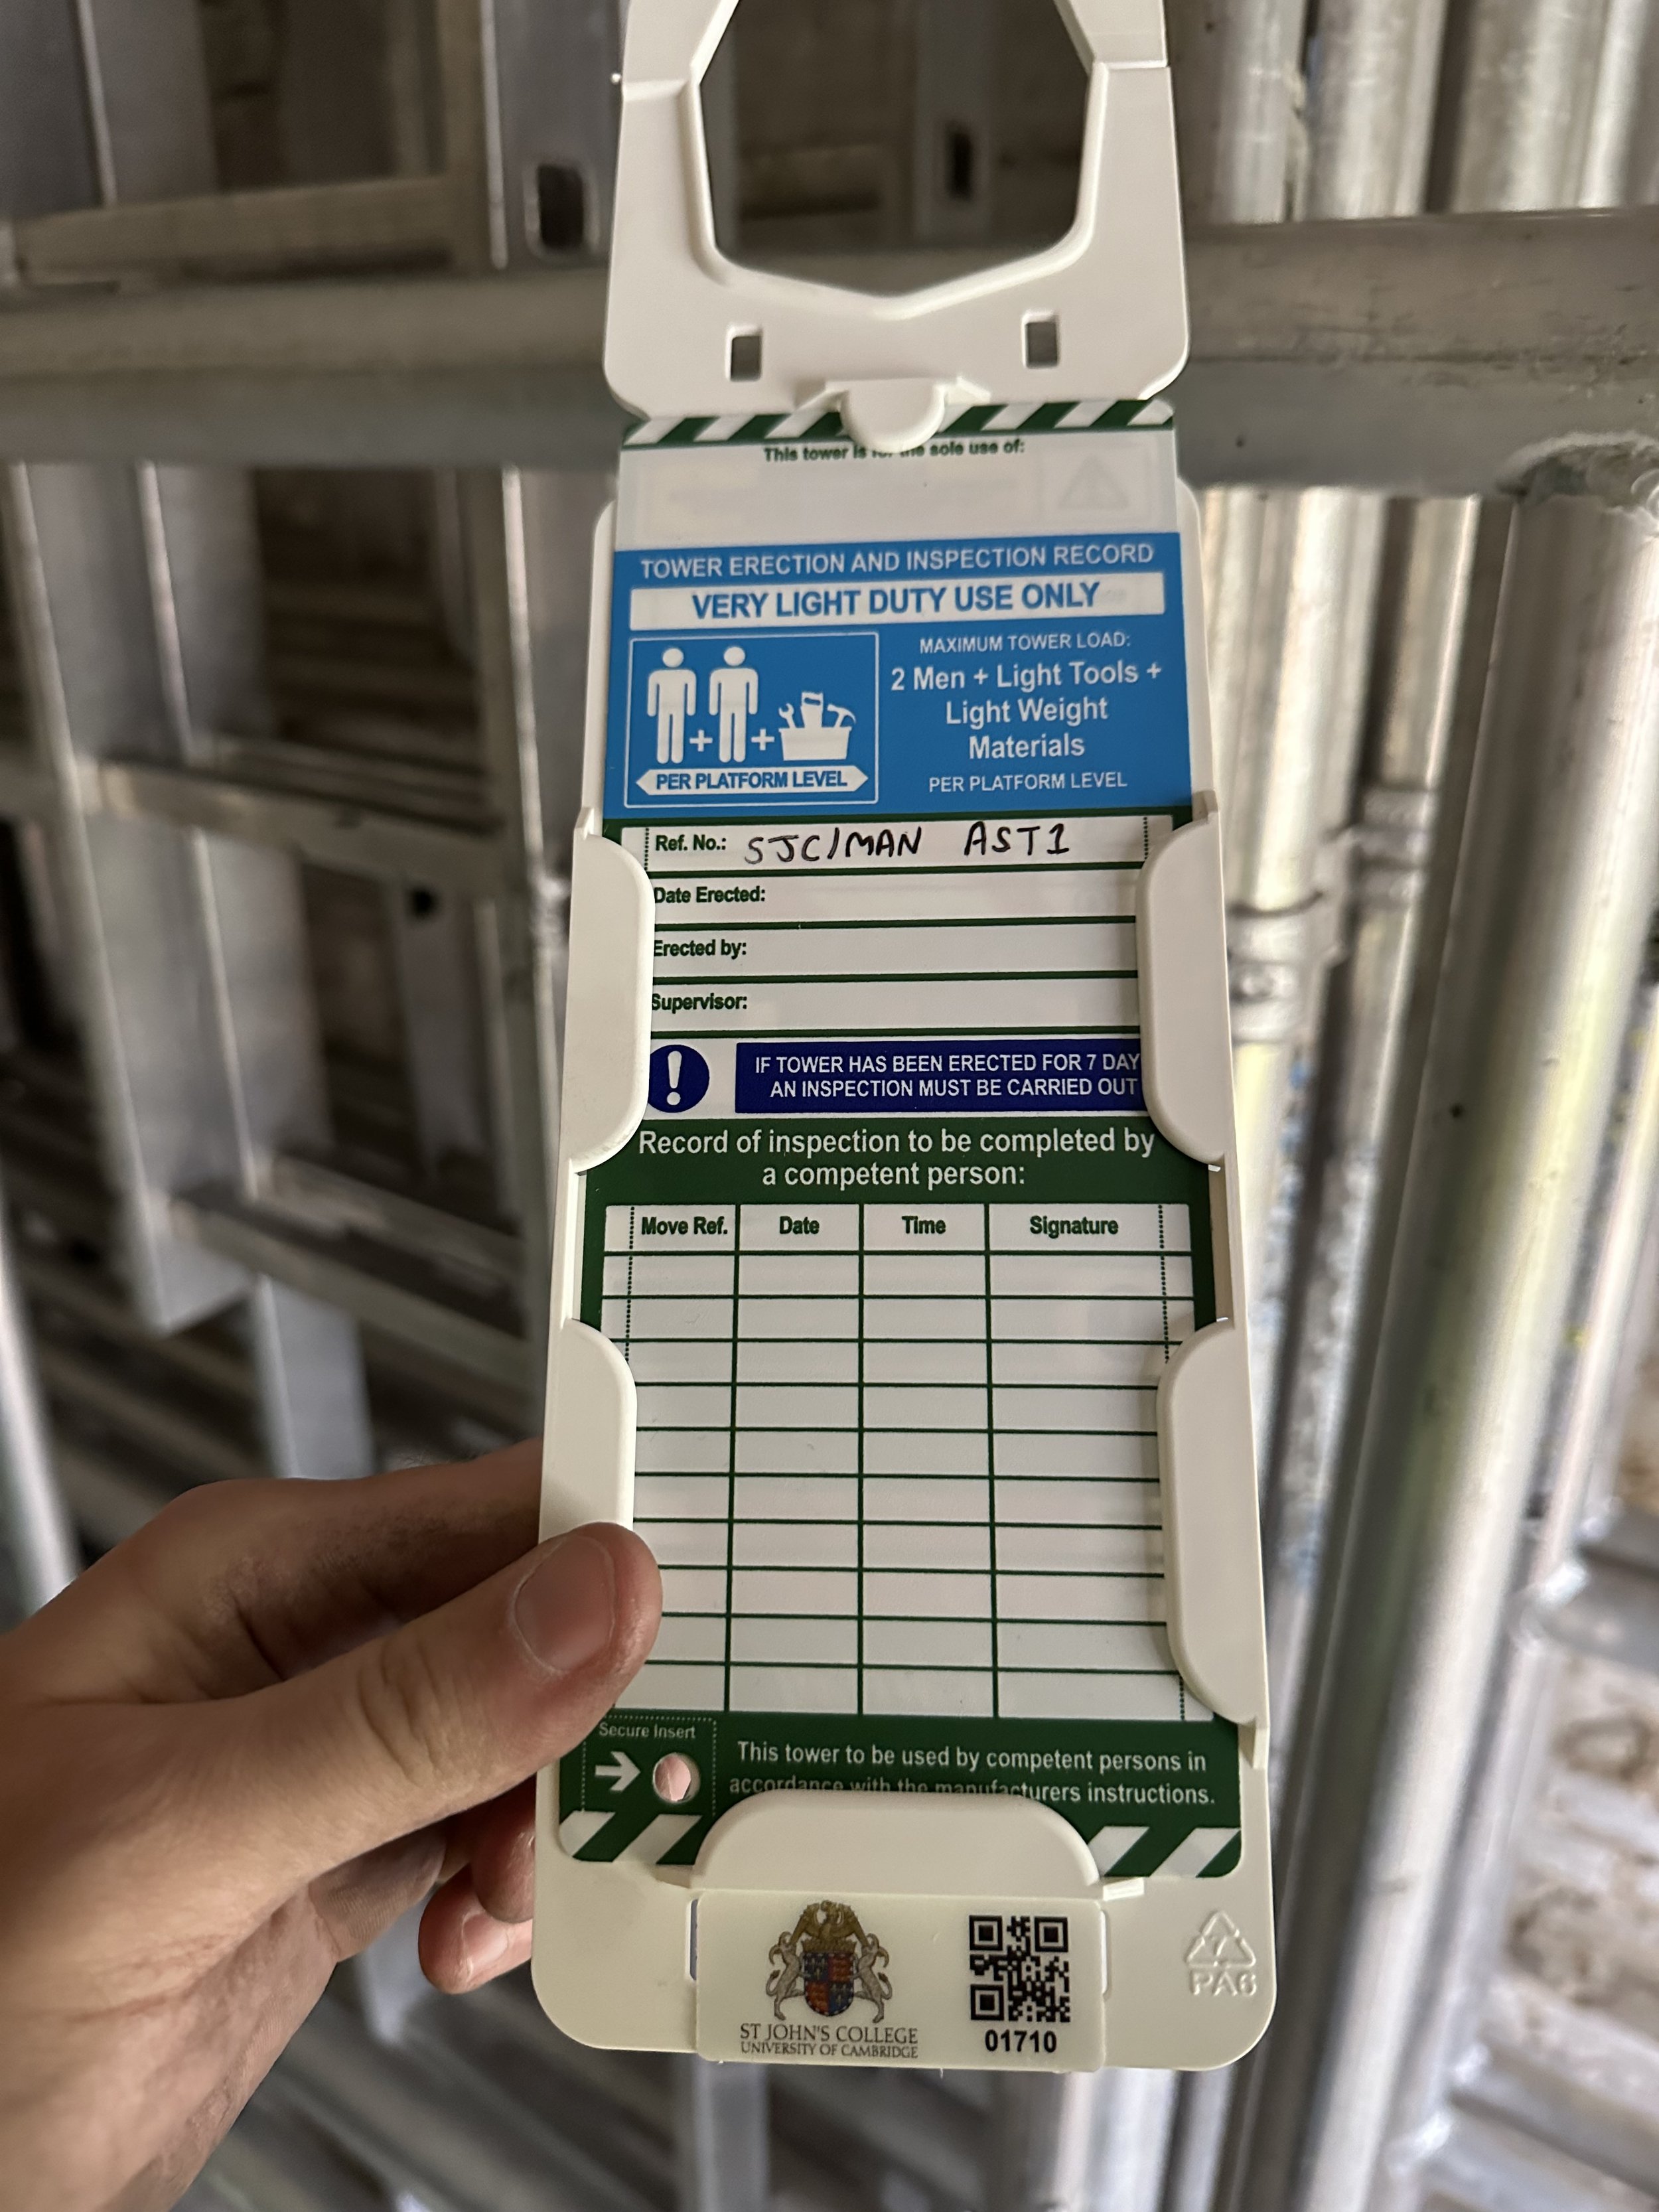 This tower is for the sole use of:
TOWER ERECTION AND INSPECTION RECORD
VERY LIGHT DUTY USE ONLY
MAXIMUM TOWER LOAD:
2 Men + Light Tools +
Light Weight
Materials
PER PLATFORM LEVEL
+ +
PER PLATFORM LEVEL
Ref. No.: SJC/MAN AST1
Date Erected:
Erected by:
Supervisor:
! IF TOWER HAS BEEN ERECTED FOR 7 DAY
AN INSPECTION MUST BE CARRIED OUT
Record of inspection to be completed by
a competent person:
Move Ref. Date Time Signature
Secure Insert
This tower to be used by competent persons in
accordance with the manufacturers instructions.
ST JOHN'S COLLEGE
UNIVERSITY OF CAMBRIDGE
01710
7
PA6